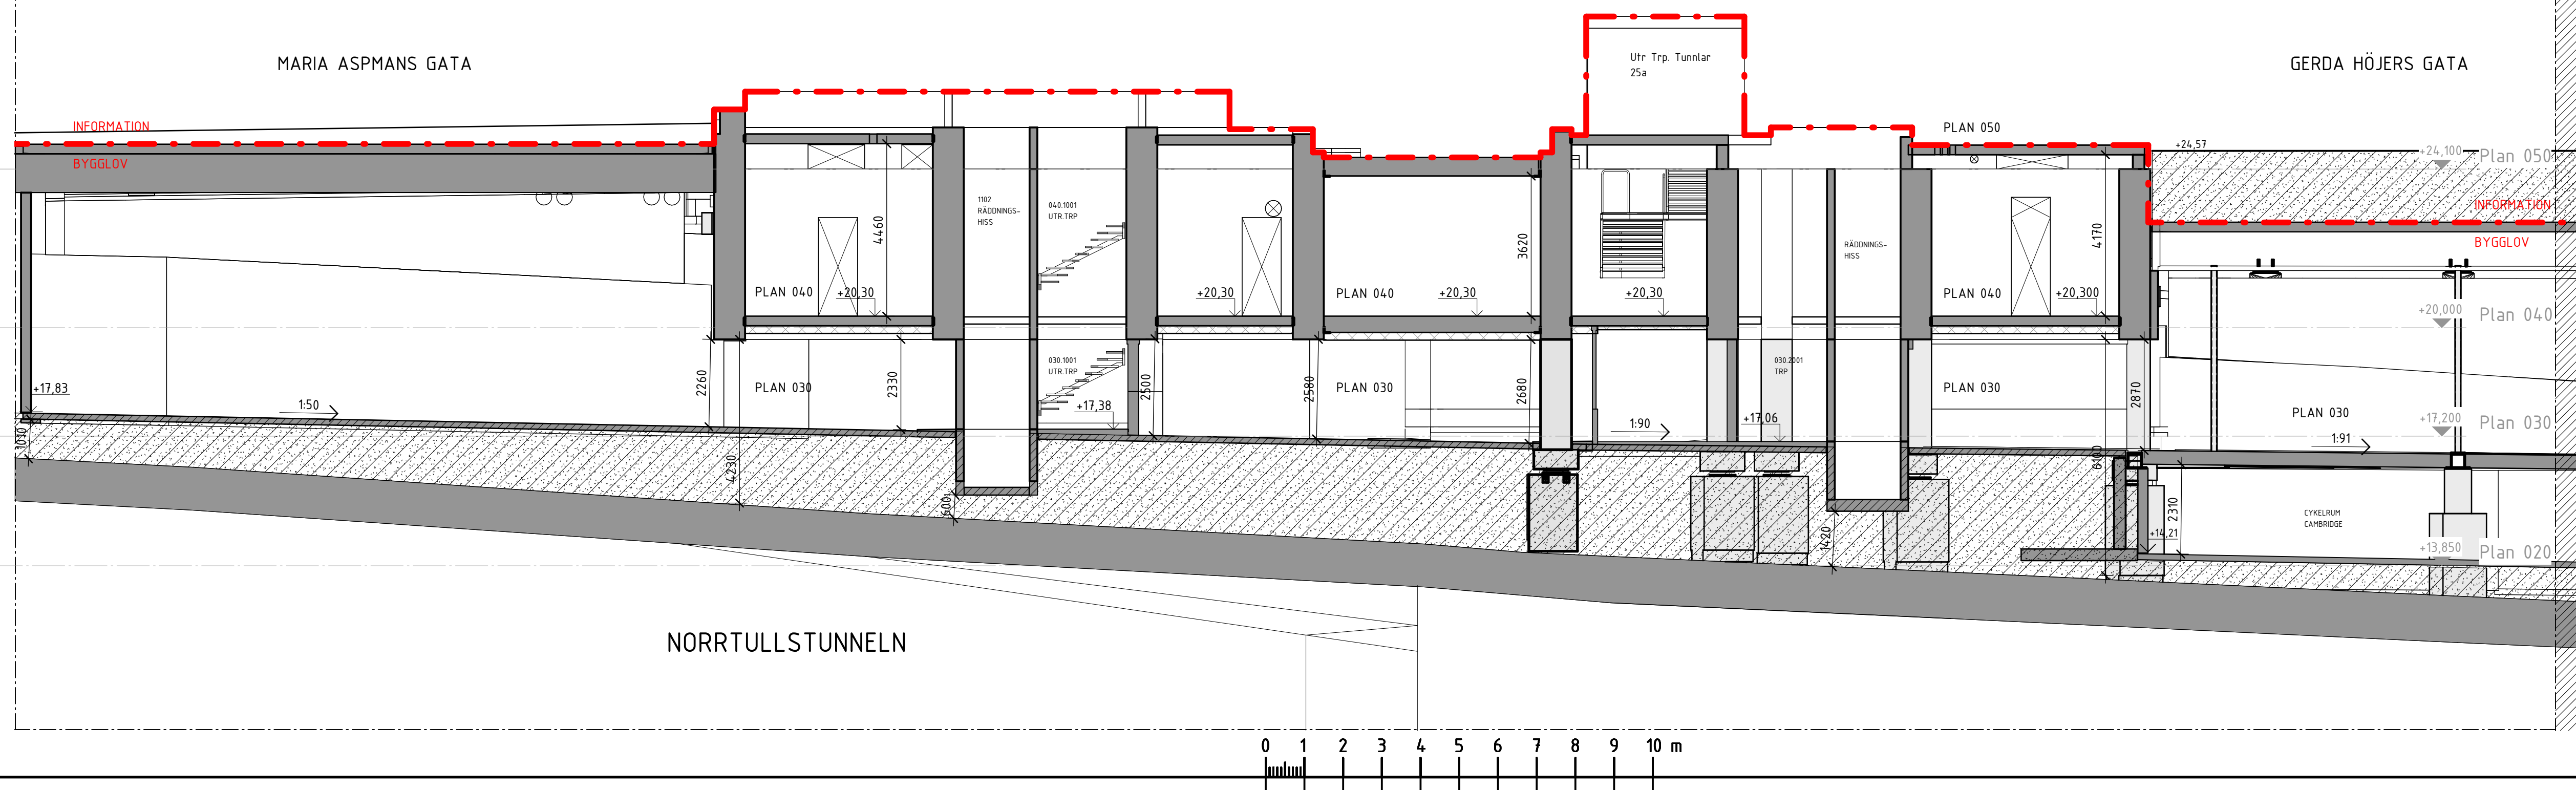 MARIA ASPMANS GATA
Utr Trp. Tunnlar
25a
GERDA HÖJERS GATA
INFORMATION
BYGGLOV
PLAN 050
+24,57
+24,100 Plan 050
INFORMATION
BYGGLOV
1102
RÄDDNINGS-
HISS
040.1001
UTR.TRP
4460
3620
RÄDDNINGS-
HISS
4170
PLAN 040
+20,30
+20,30
PLAN 040
+20,30
+20,30
PLAN 040
+20,300
+20,000 Plan 040
+17,83
1:50
2260
PLAN 030
2330
030.1001
UTR.TRP
+17,38
2500
2580
PLAN 030
2680
1:90
030.2001
TRP
+17,06
PLAN 030
2870
PLAN 030
1:91
+17,200 Plan 030
1010
4230
600
1420
6100
2310
+14,21
CYKELRUM
CAMBRIDGE
+13,850 Plan 020
NORRTULLSTUNNELN
0 1 2 3 4 5 6 7 8 9 10 m